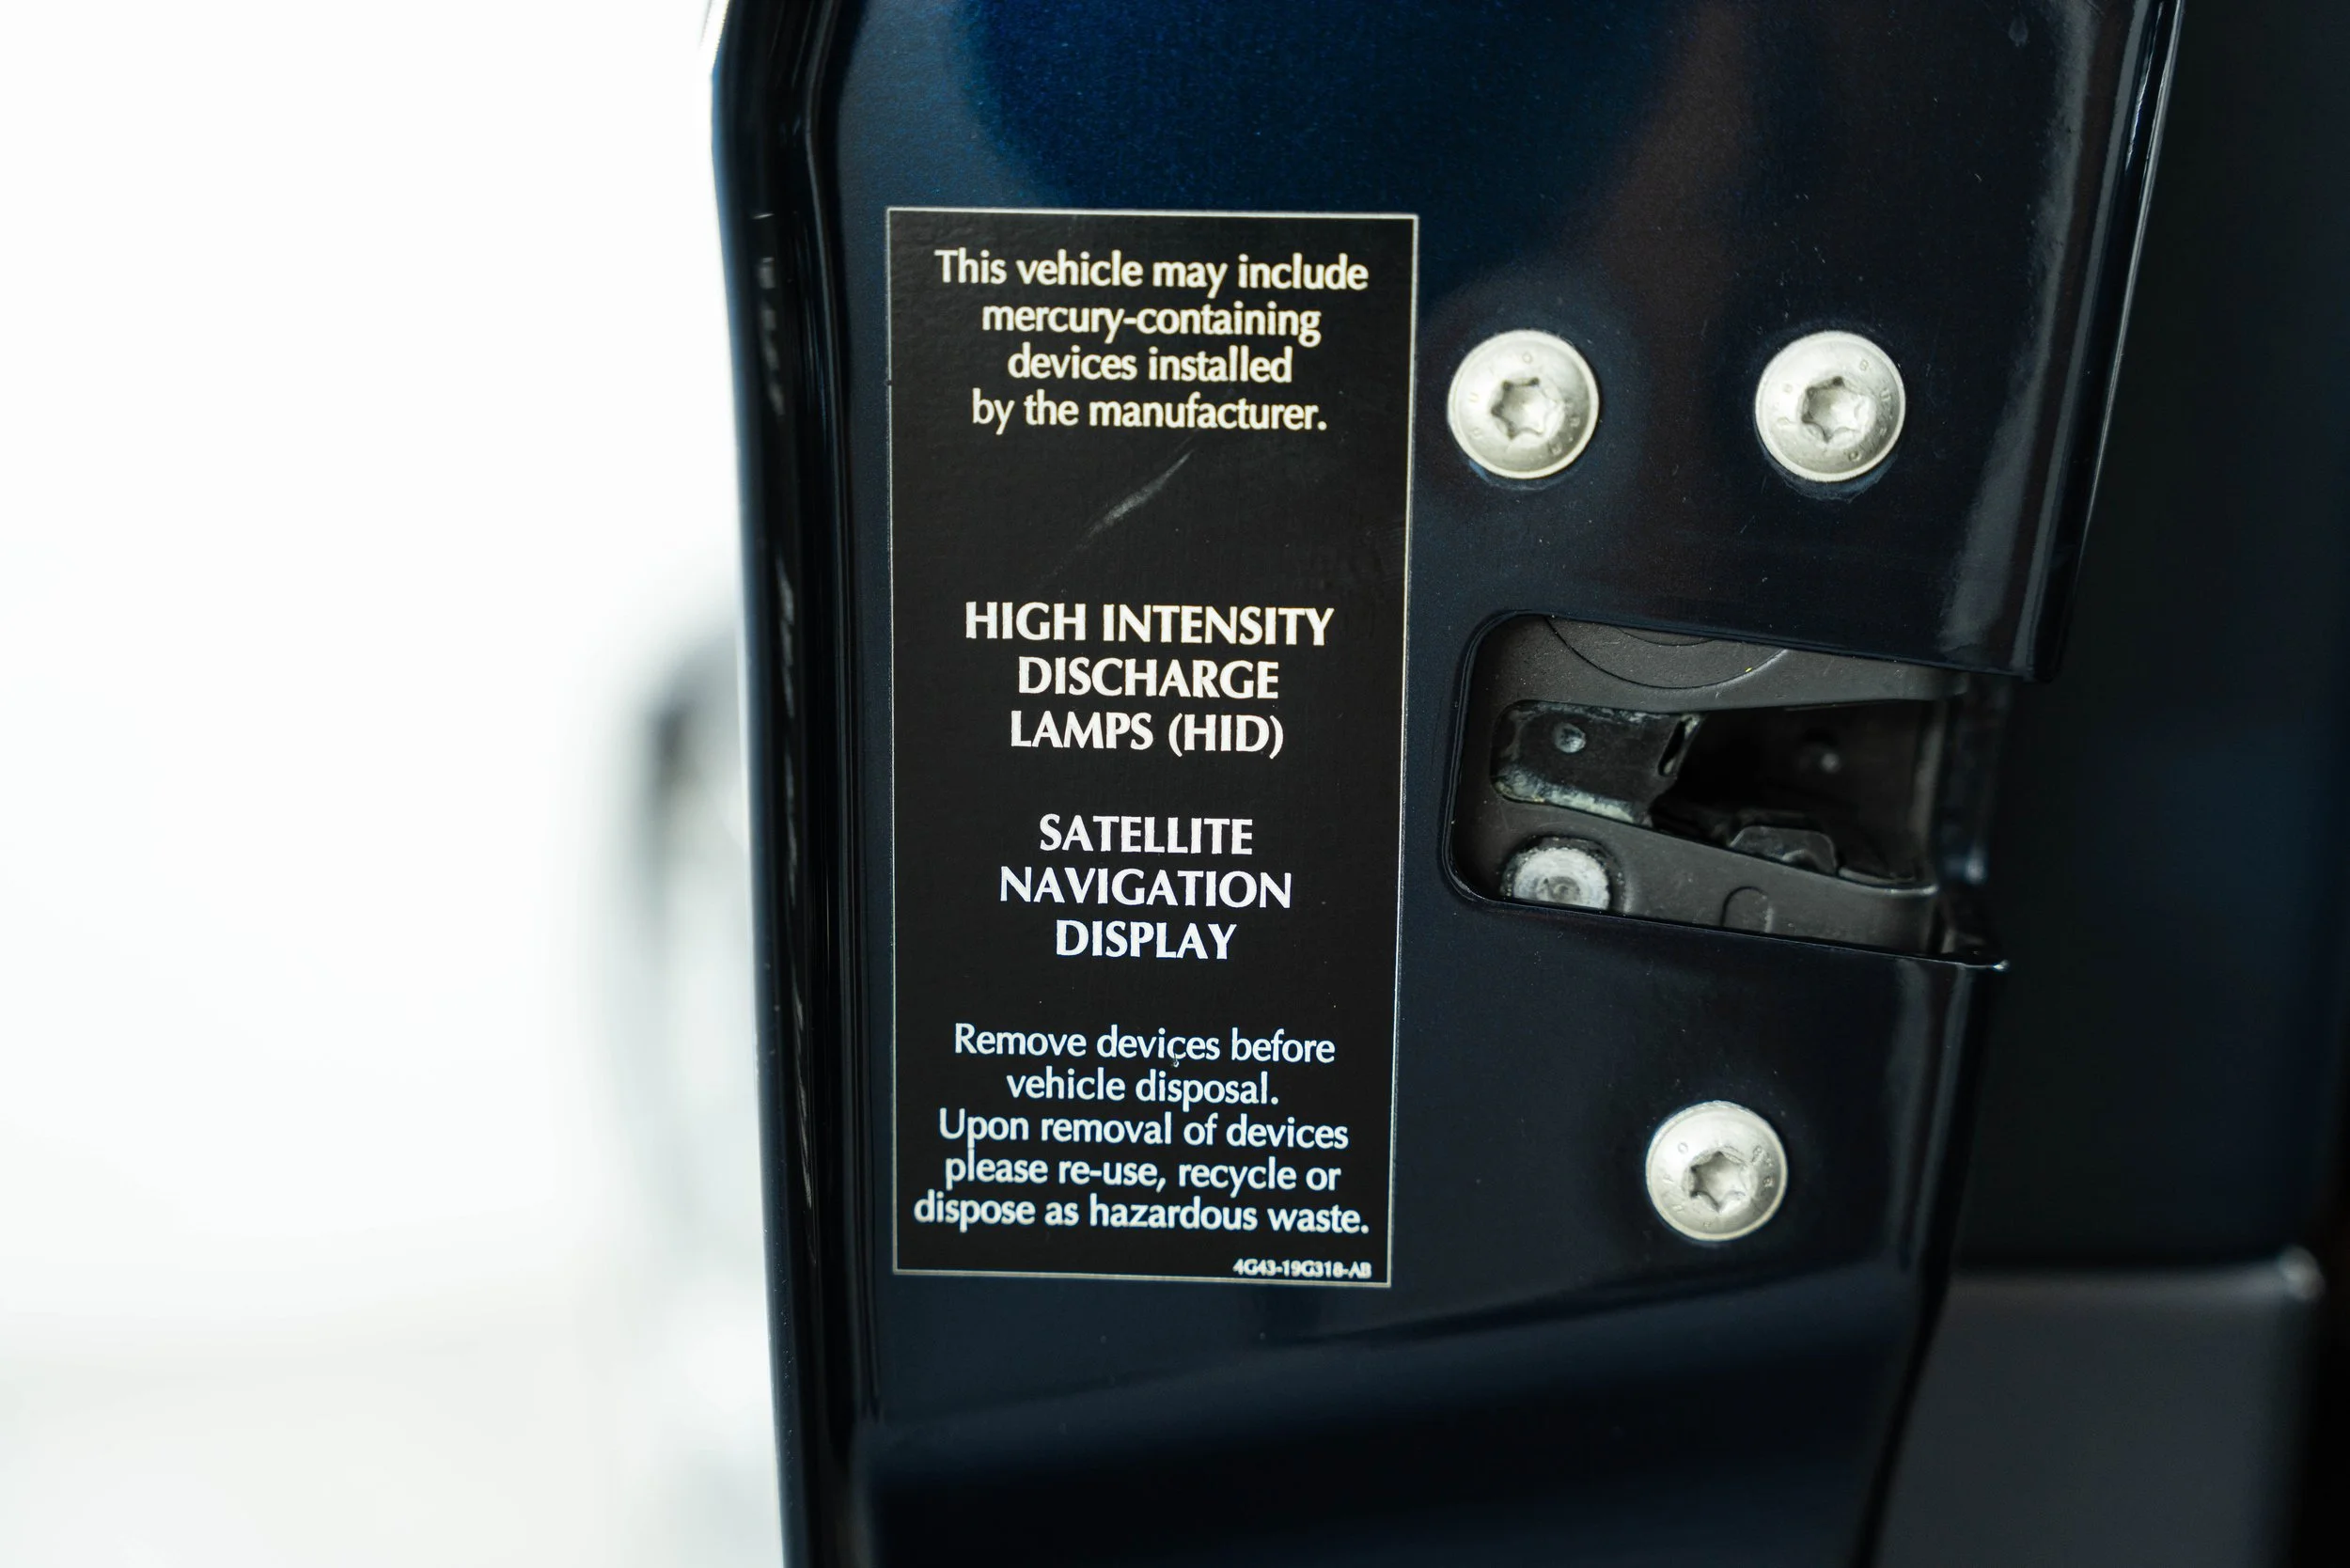 This vehicle may include
mercury-containing
devices installed
by the manufacturer.
HIGH INTENSITY
DISCHARGE
LAMPS (HID)
SATELLITE
NAVIGATION
DISPLAY
Remove devices before
vehicle disposal.
Upon removal of devices
please re-use, recycle or
dispose as hazardous waste.
4G43-19G318-AB